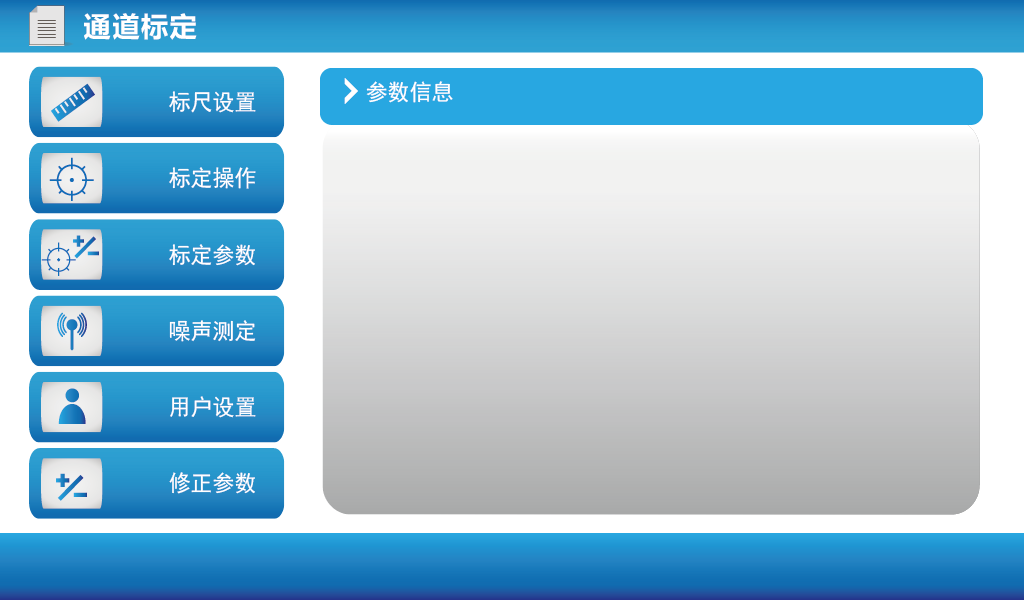 通道标定
标尺设置
标定操作
标定参数
噪声测定
用户设置
修正参数
参数信息